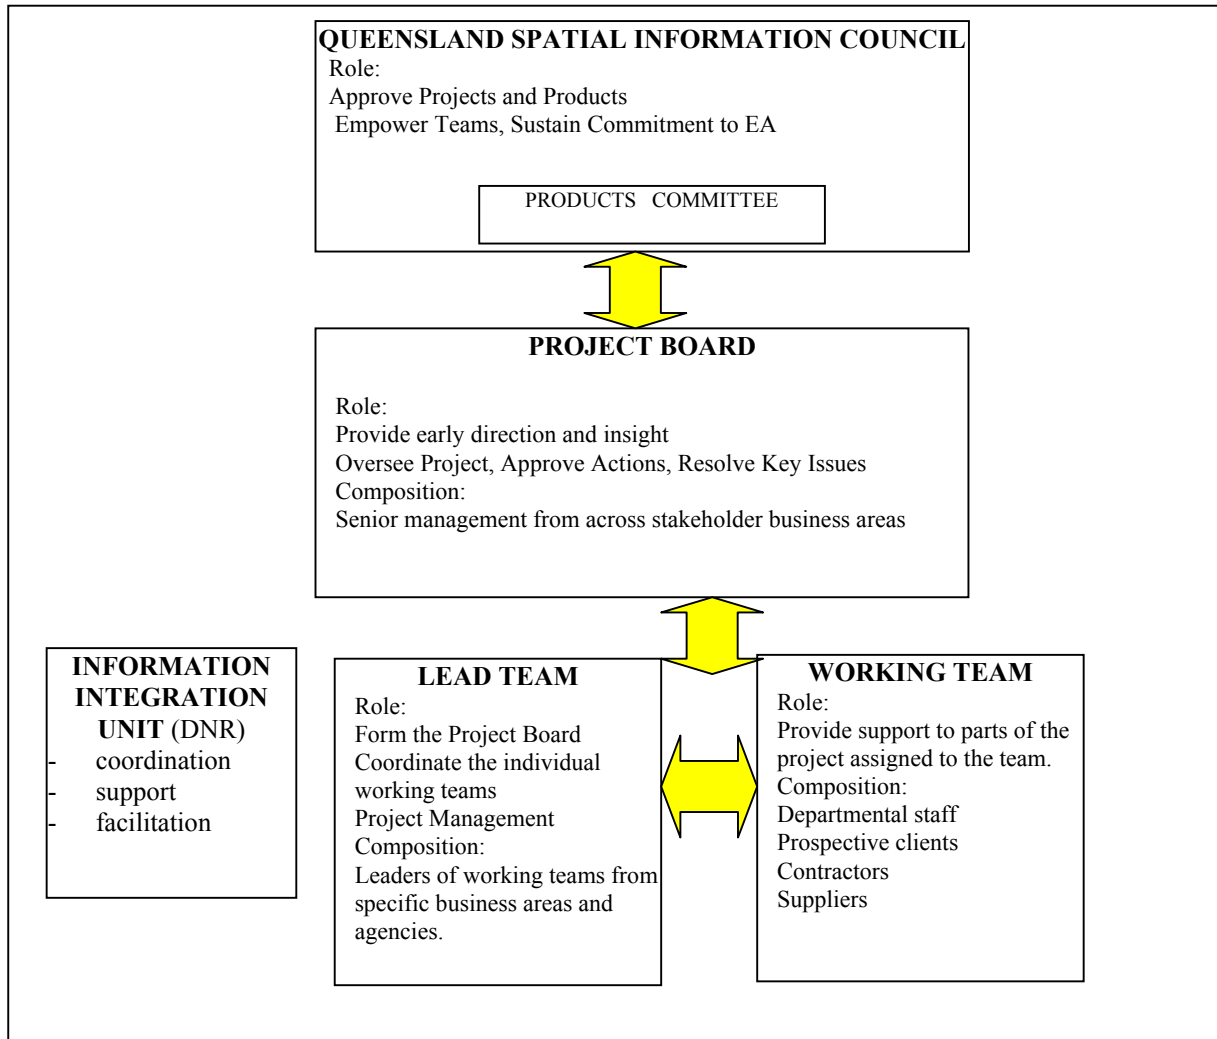 QUEENSLAND SPATIAL INFORMATION COUNCIL
Role:
Approve Projects and Products
Empower Teams, Sustain Commitment to EA
PRODUCTS COMMITTEE
PROJECT BOARD
Role:
Provide early direction and insight
Oversee Project, Approve Actions, Resolve Key Issues
Composition:
Senior management from across stakeholder business areas
INFORMATION
INTEGRATION
UNIT (DNR)
- coordination
- support
- facilitation
LEAD TEAM
Role:
Form the Project Board
Coordinate the individual
working teams
Project Management
Composition:
Leaders of working teams from
specific business areas and
agencies.
WORKING TEAM
Role:
Provide support to parts of the
project assigned to the team.
Composition:
Departmental staff
Prospective clients
Contractors
Suppliers